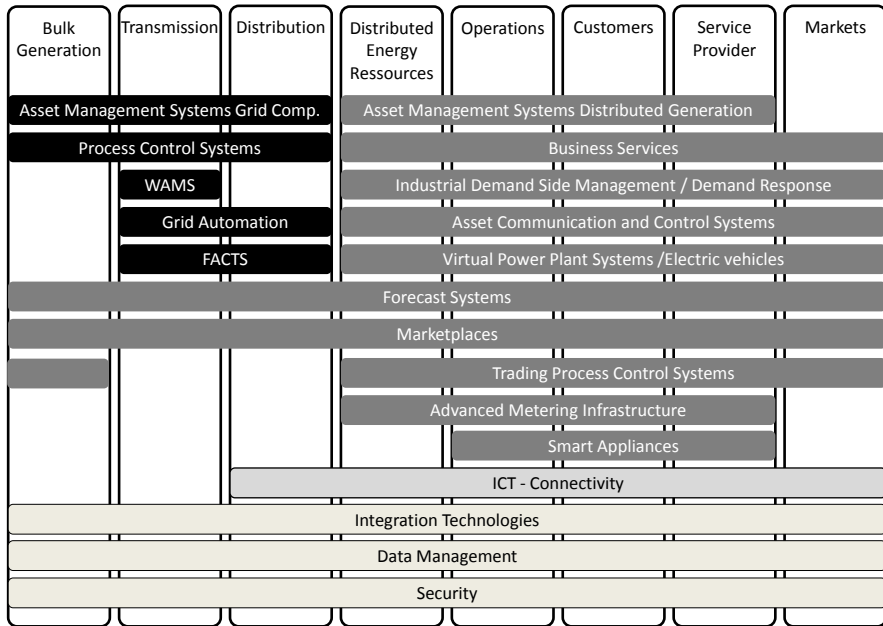 Bulk
Generation
Transmission
Distribution
Distributed
Energy
Ressources
Operations
Customers
Service
Provider
Markets
Asset Management Systems Grid Comp.
Asset Management Systems Distributed Generation
Process Control Systems
Business Services
WAMS
Industrial Demand Side Management / Demand Response
Grid Automation
Asset Communication and Control Systems
FACTS
Virtual Power Plant Systems /Electric vehicles
Forecast Systems
Marketplaces
Trading Process Control Systems
Advanced Metering Infrastructure
Smart Appliances
ICT - Connectivity
Integration Technologies
Data Management
Security